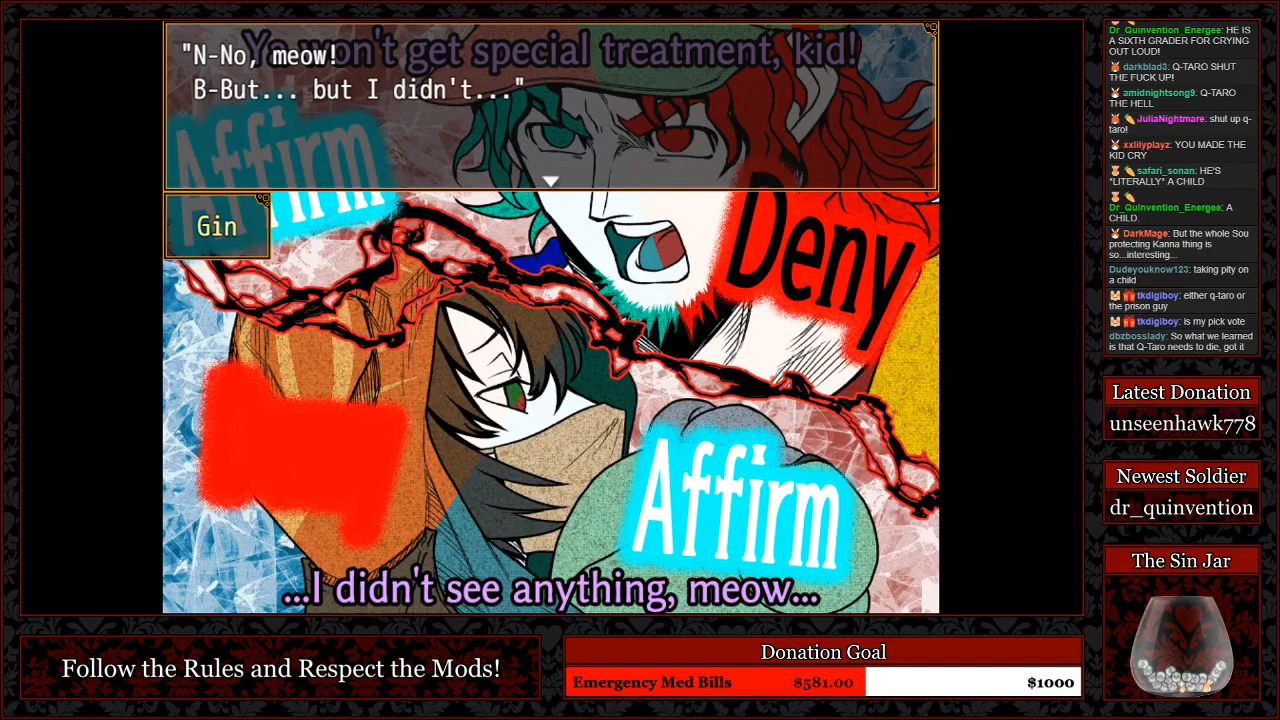 You won't get special treatment, kid!
"N-No, meow!
B-But... but I didn't..."
Affirm
Gin
Affirm
Deny
Affirm
...I didn't see anything, meow...
Dr_Quinvention_Energee: HE IS
A SIXTH GRADER FOR CRYING
OUT LOUD!
darkblad3: Q-TARO SHUT
THE FUCK UP!
amidnightsong9: Q-TARO
THE HELL
JuliaNightmare: shut up q-
taro!
xxlilyplayz: YOU MADE THE
KID CRY
safari_sonan: HE'S
*LITERALLY* A CHILD
Dr_Quinvention_Energee: A
CHILD.
DarkMage: But the whole Sou
protecting Kanna thing is
so...interesting...
Dudeyouknow123: taking pity on
a child
tkdigiboy: either q-taro or
the prison guy
tkdigiboy: is my pick vote
dbzbosslady: So what we learned
is that Q-Taro needs to die, got it
Latest Donation
unseenhawk778
Newest Soldier
dr_quinvention
The Sin Jar
Follow the Rules and Respect the Mods!
Donation Goal
Emergency Med Bills $581.00 $1000